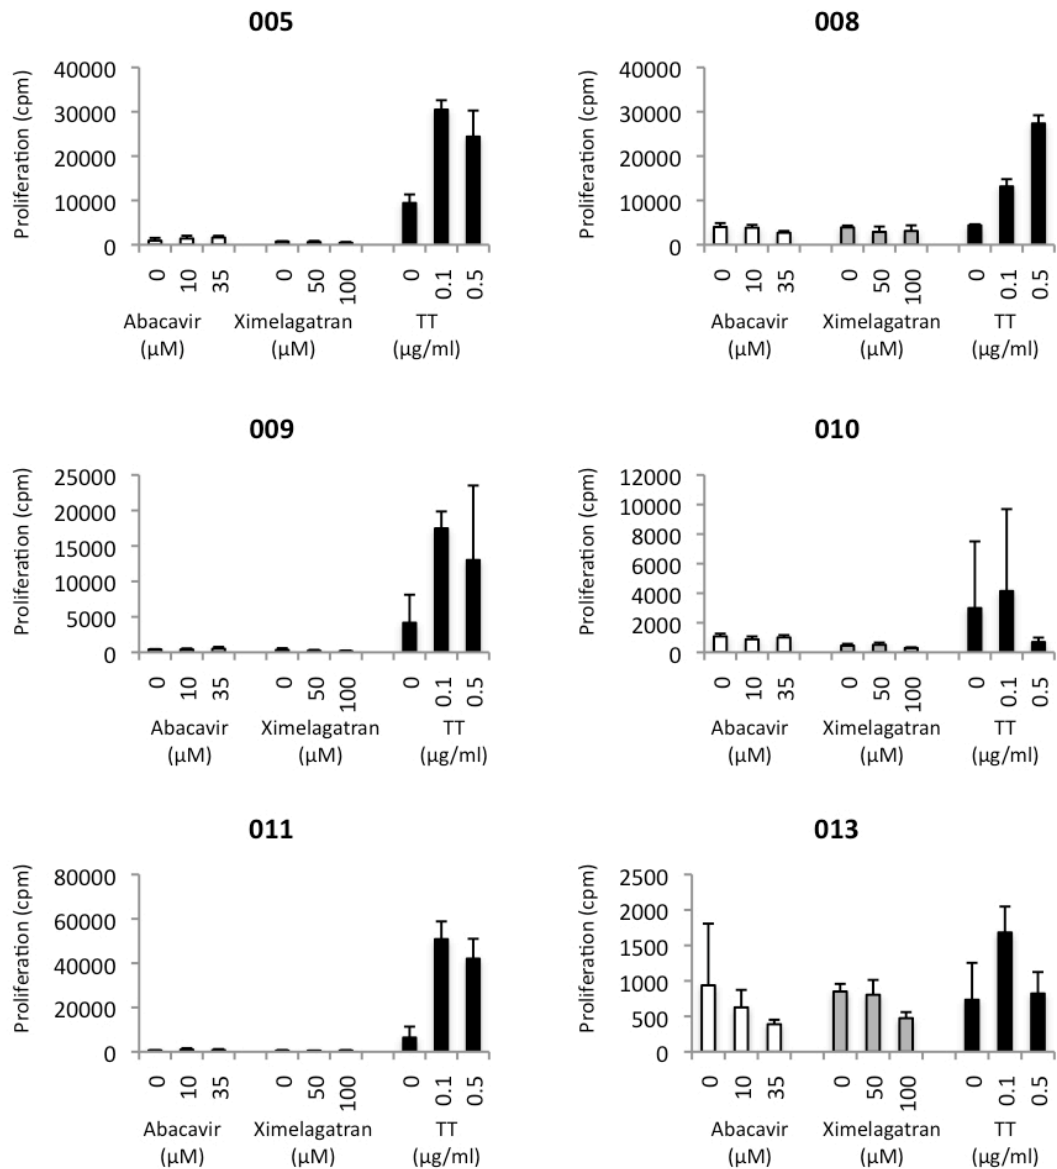 005
Proliferation (cpm)
40000
30000
20000
10000
0
0 10 35 0 50 100 0 0.1 0.5
Abacavir Ximelagatran TT
(µM) (µM) (µg/ml)
008
Proliferation (cpm)
40000
30000
20000
10000
0
0 10 35 0 50 100 0 0.1 0.5
Abacavir Ximelagatran TT
(µM) (µM) (µg/ml)
009
Proliferation (cpm)
25000
20000
15000
10000
5000
0
0 10 35 0 50 100 0 0.1 0.5
Abacavir Ximelagatran TT
(µM) (µM) (µg/ml)
010
Proliferation (cpm)
12000
10000
8000
6000
4000
2000
0
0 10 35 0 50 100 0 0.1 0.5
Abacavir Ximelagatran TT
(µM) (µM) (µg/ml)
011
Proliferation (cpm)
80000
60000
40000
20000
0
0 10 35 0 50 100 0 0.1 0.5
Abacavir Ximelagatran TT
(µM) (µM) (µg/ml)
013
Proliferation (cpm)
2500
2000
1500
1000
500
0
0 10 35 0 50 100 0 0.1 0.5
Abacavir Ximelagatran TT
(µM) (µM) (µg/ml)